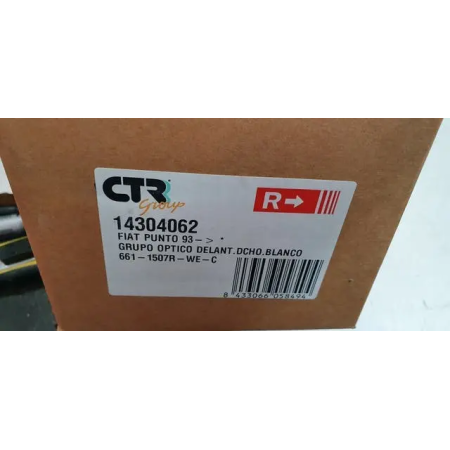 CTR
Group
R
14304062
FIAT PUNTO 93-> *
GRUPO OPTICO DELANT.DCHO.BLANCO
661-1507R-WE-C
8 433066 058494